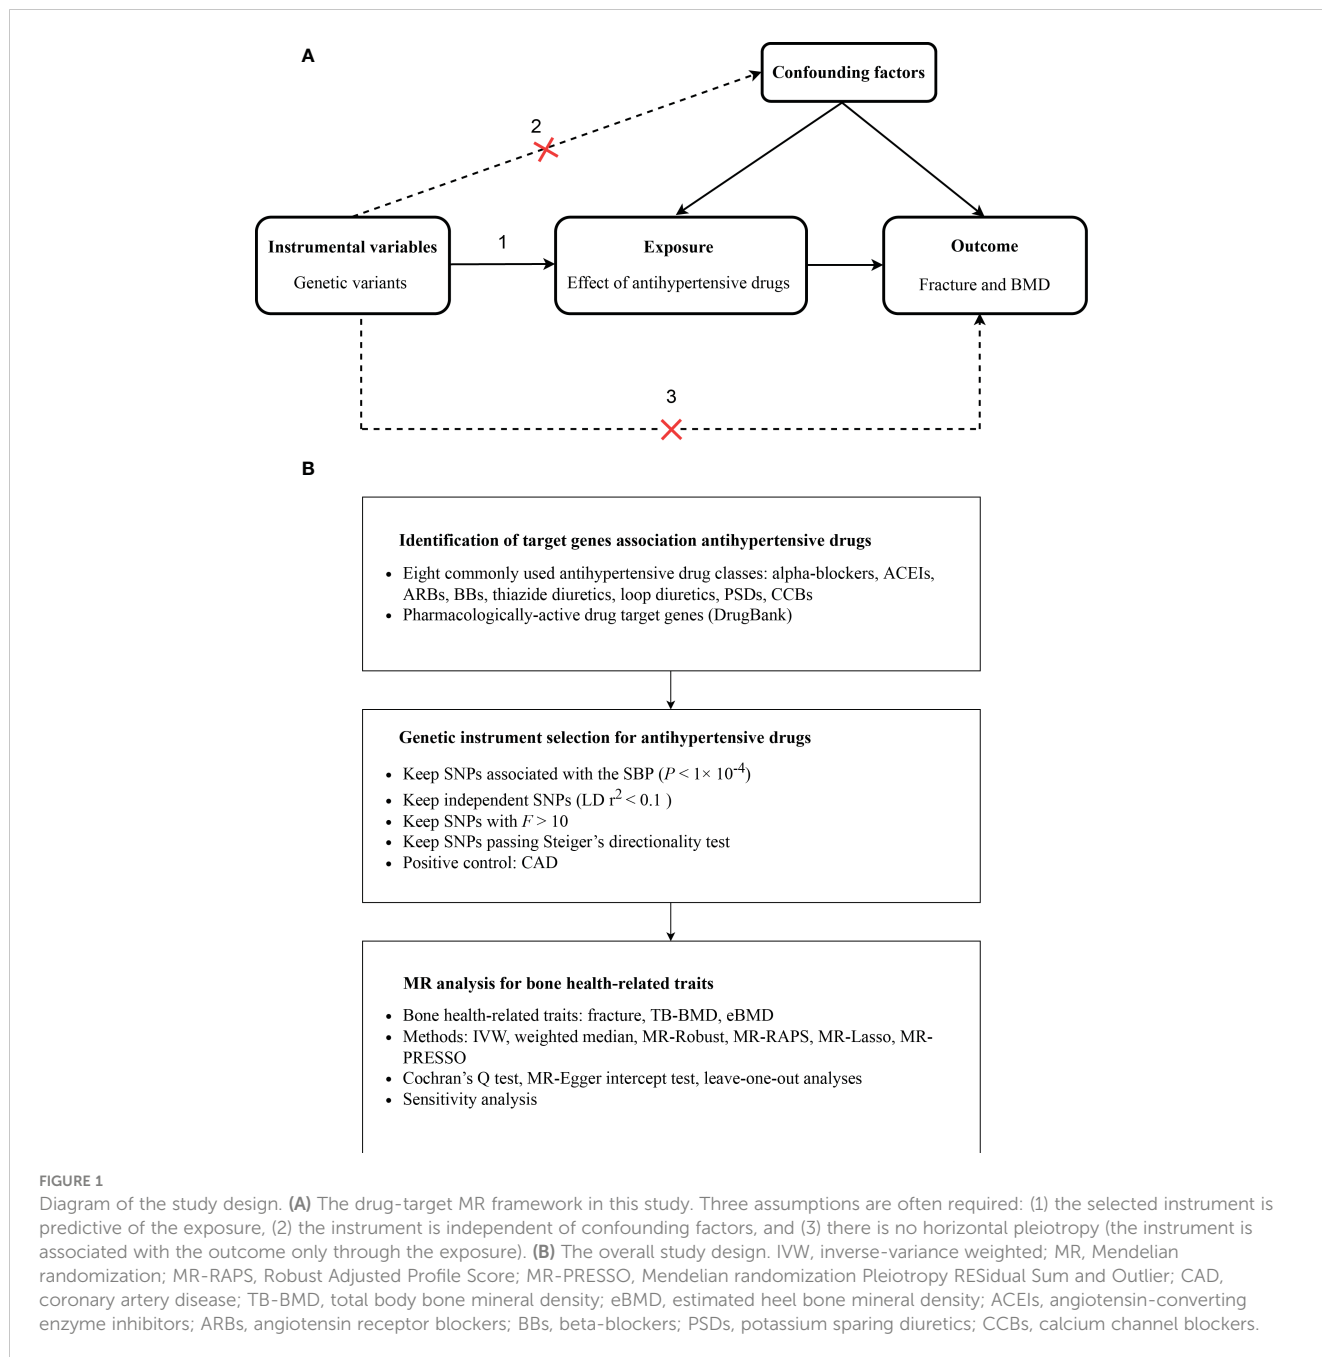 A
Confounding factors
2
Instrumental variables
Genetic variants
1
Exposure
Effect of antihypertensive drugs
Outcome
Fracture and BMD
3
B
Identification of target genes association antihypertensive drugs
• Eight commonly used antihypertensive drug classes: alpha-blockers, ACEIs,
ARBs, BBs, thiazide diuretics, loop diuretics, PSDs, CCBs
• Pharmacologically-active drug target genes (DrugBank)
Genetic instrument selection for antihypertensive drugs
• Keep SNPs associated with the SBP (P < 1× 10⁻⁴)
• Keep independent SNPs (LD r² < 0.1 )
• Keep SNPs with F > 10
• Keep SNPs passing Steiger’s directionality test
• Positive control: CAD
MR analysis for bone health-related traits
• Bone health-related traits: fracture, TB-BMD, eBMD
• Methods: IVW, weighted median, MR-Robust, MR-RAPS, MR-Lasso, MR-
PRESSO
• Cochran’s Q test, MR-Egger intercept test, leave-one-out analyses
• Sensitivity analysis
FIGURE 1
Diagram of the study design. (A) The drug-target MR framework in this study. Three assumptions are often required: (1) the selected instrument is
predictive of the exposure, (2) the instrument is independent of confounding factors, and (3) there is no horizontal pleiotropy (the instrument is
associated with the outcome only through the exposure). (B) The overall study design. IVW, inverse-variance weighted; MR, Mendelian
randomization; MR-RAPS, Robust Adjusted Profile Score; MR-PRESSO, Mendelian randomization Pleiotropy RESidual Sum and Outlier; CAD,
coronary artery disease; TB-BMD, total body bone mineral density; eBMD, estimated heel bone mineral density; ACEIs, angiotensin-converting
enzyme inhibitors; ARBs, angiotensin receptor blockers; BBs, beta-blockers; PSDs, potassium sparing diuretics; CCBs, calcium channel blockers.